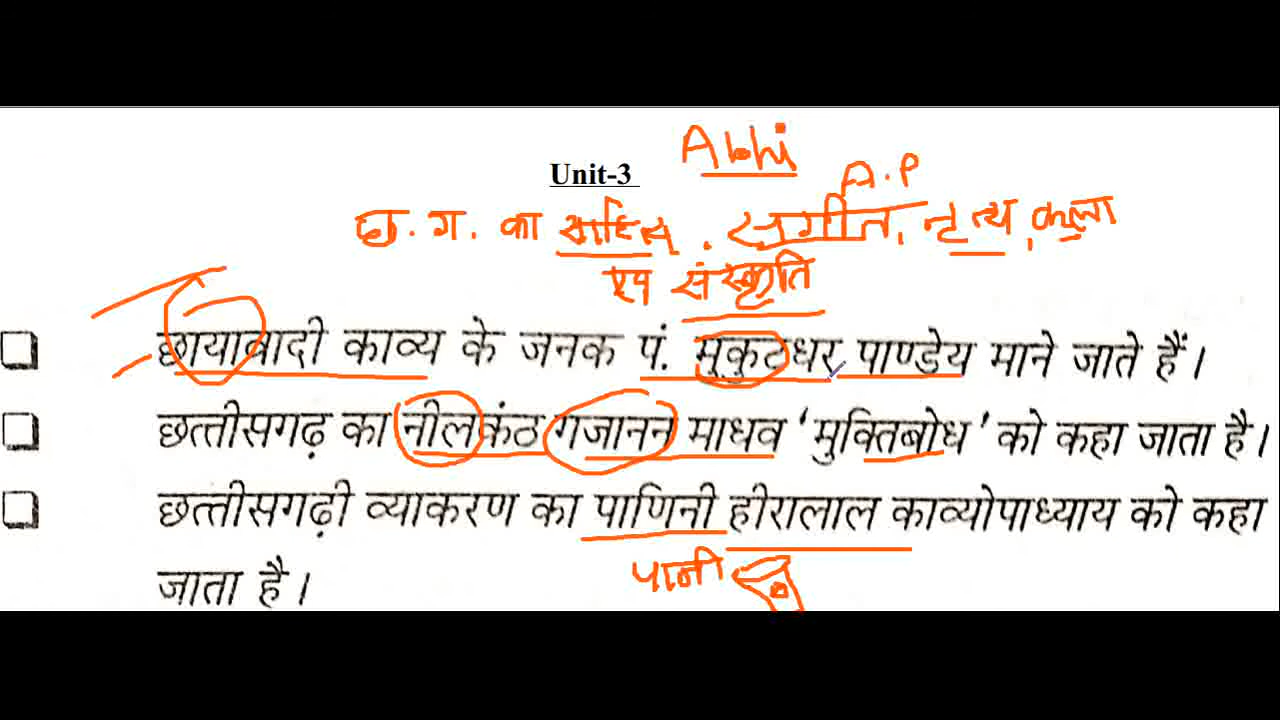 Abhi
Unit-3
A.P
छ. ग. का साहित्य. संगीत, नृत्य, कला
एवं संस्कृति
छायावादी काव्य के जनक पं. मुकुटधर पाण्डेय माने जाते हैं।
छत्तीसगढ़ का नीलकंठ गजानन माधव 'मुक्तिबोध' को कहा जाता है।
छत्तीसगढ़ी व्याकरण का पाणिनी हीरालाल काव्योपाध्याय को कहा
जाता है।
पानी